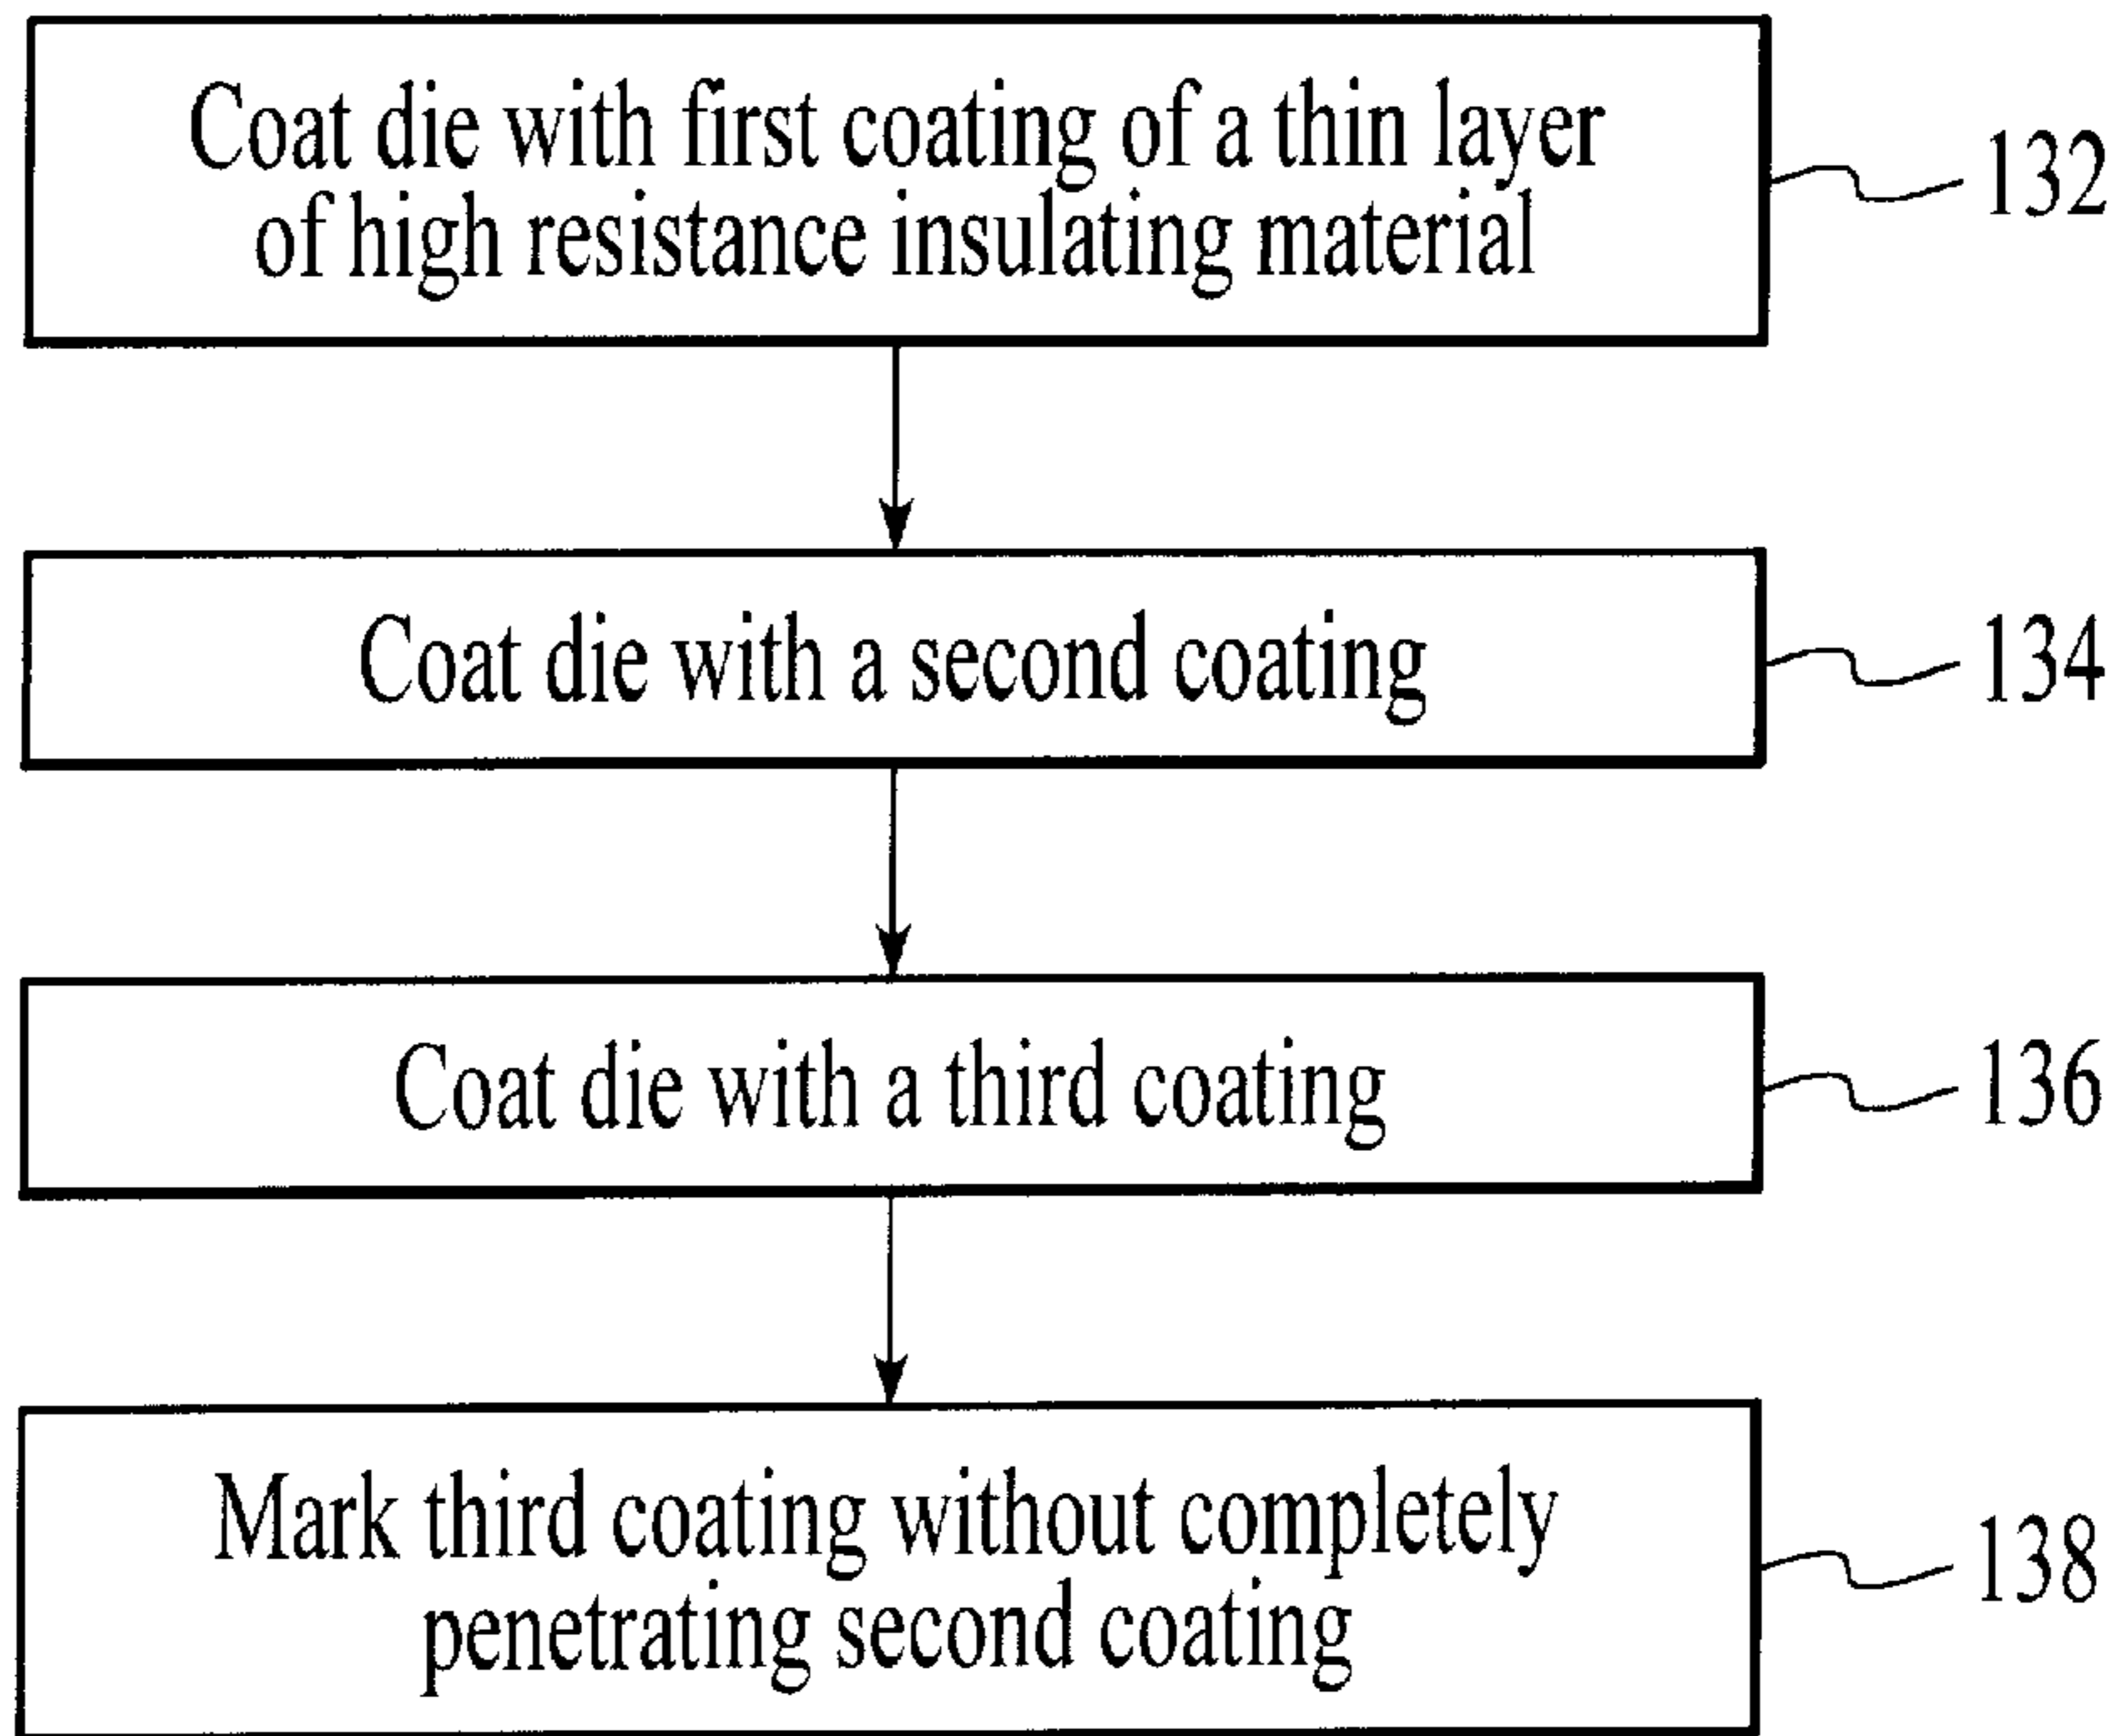 Coat die with first coating of a thin layer
of high resistance insulating material
132
Coat die with a second coating
134
Coat die with a third coating
136
Mark third coating without completely
penetrating second coating
138